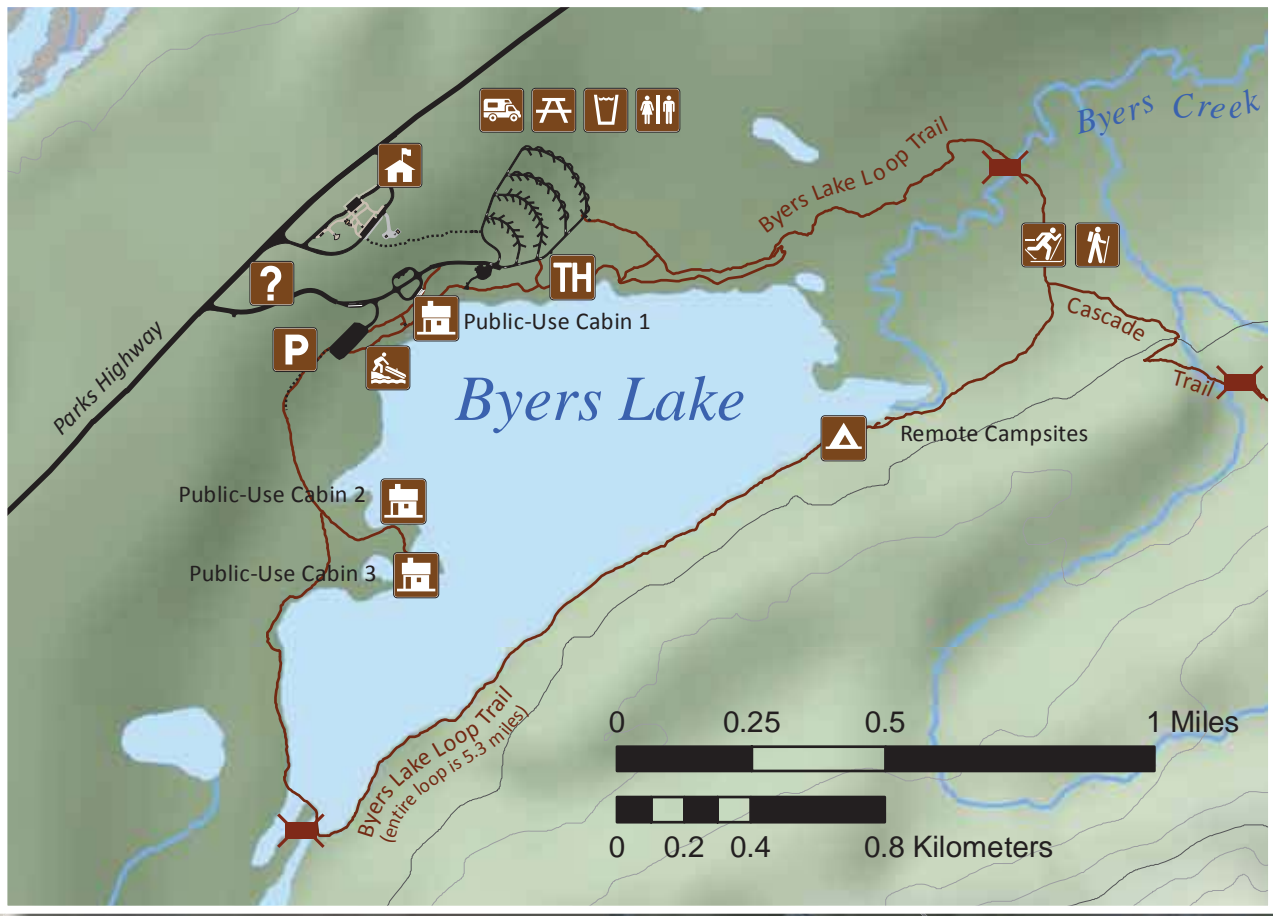 Byers Creek
Byers Lake Loop Trail
?
TH
Cascade
Trail
Public-Use Cabin 1
P
Parks Highway
Byers Lake
Remote Campsites
Public-Use Cabin 2
Public-Use Cabin 3
Byers Lake Loop Trail
(entire loop is 5.3 miles)
0 0.25 0.5 1 Miles
0 0.2 0.4 0.8 Kilometers